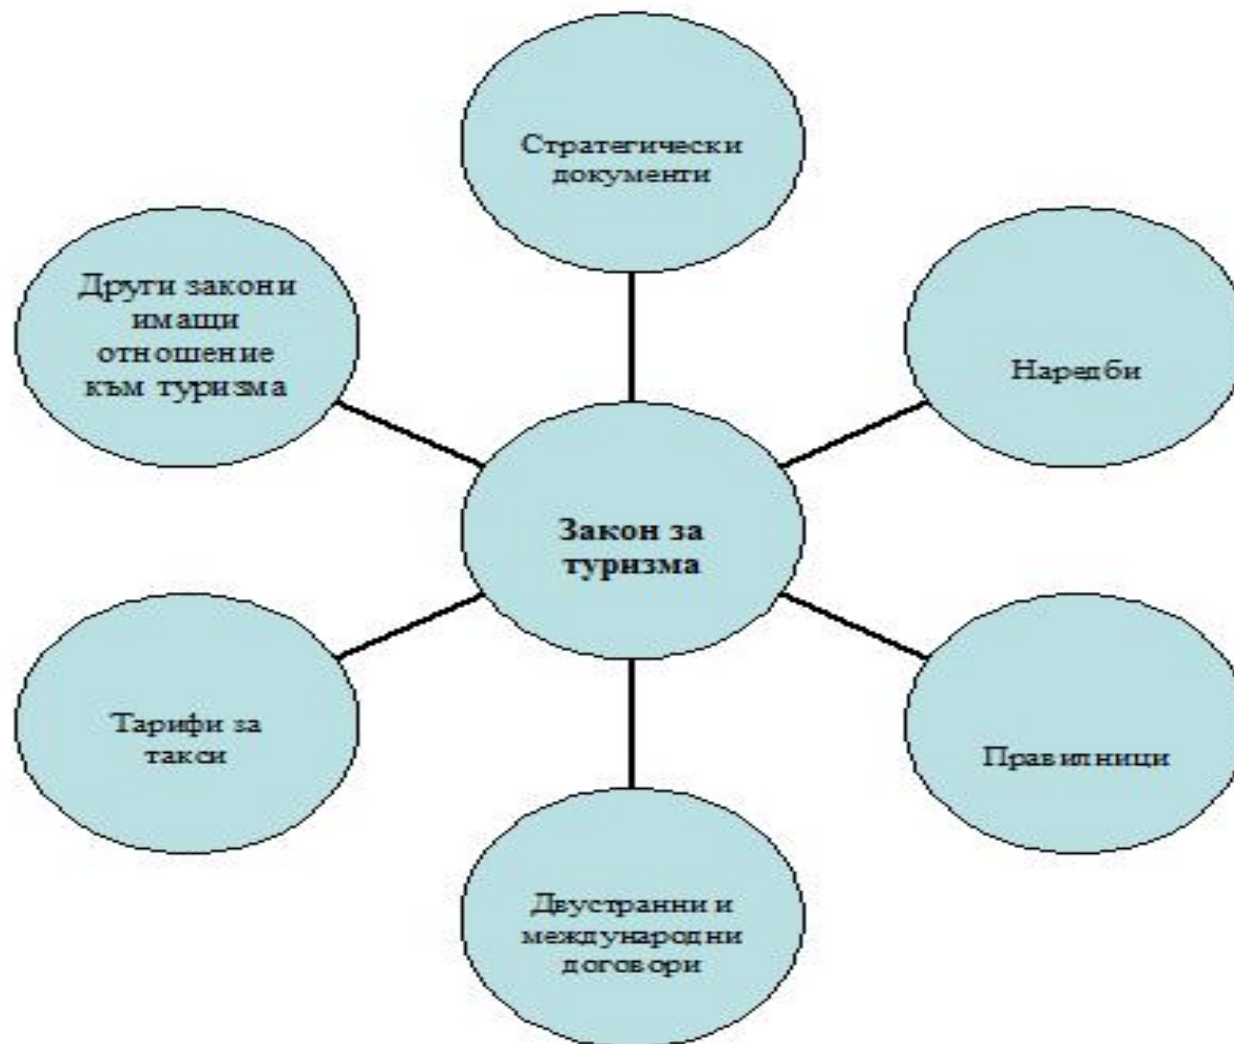 Стратегически
документи
Други закони
имащи
отношение
към туризма
Наредби
Закон за
туризма
Тарифи за
такси
Правилници
Двустранни и
международни
договори